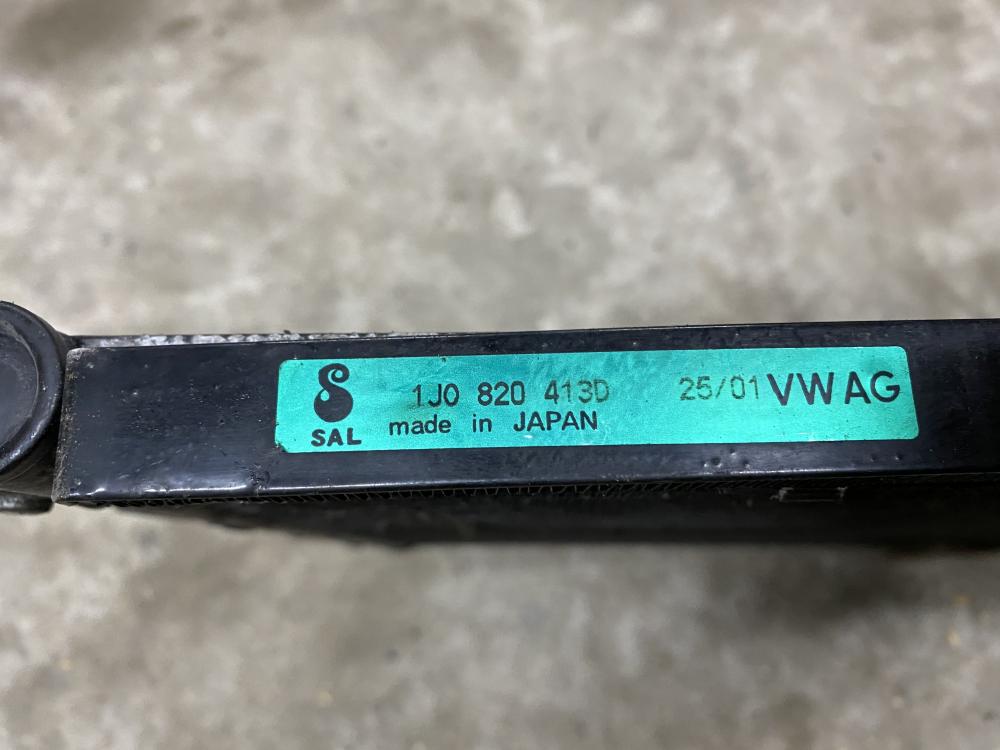 1J0 820 413D 25/01 VW AG
SAL made in JAPAN